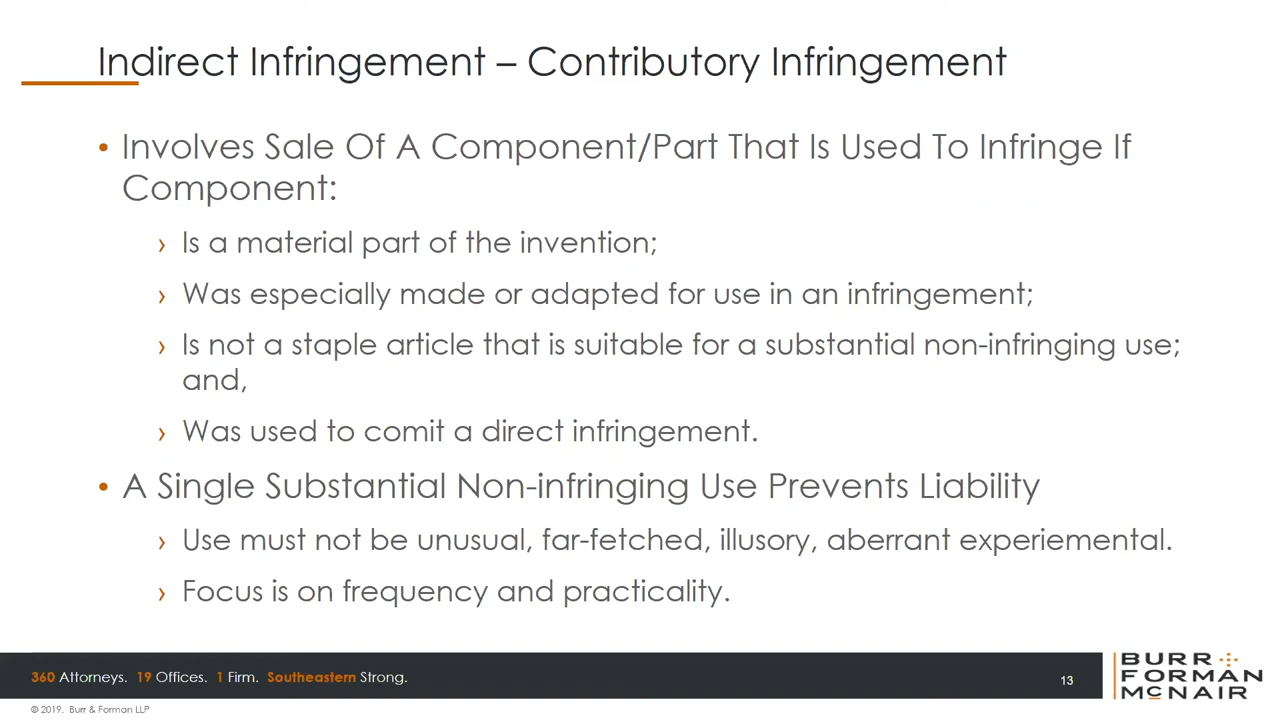 Indirect Infringement – Contributory Infringement
• Involves Sale Of A Component/Part That Is Used To Infringe If
Component:
› Is a material part of the invention;
› Was especially made or adapted for use in an infringement;
› Is not a staple article that is suitable for a substantial non-infringing use;
and,
› Was used to comit a direct infringement.
• A Single Substantial Non-infringing Use Prevents Liability
› Use must not be unusual, far-fetched, illusory, aberrant experiemental.
› Focus is on frequency and practicality.
360 Attorneys. 19 Offices. 1 Firm. Southeastern Strong.
13
BURR
FORMAN
MCNAIR
© 2019. Burr & Forman LLP